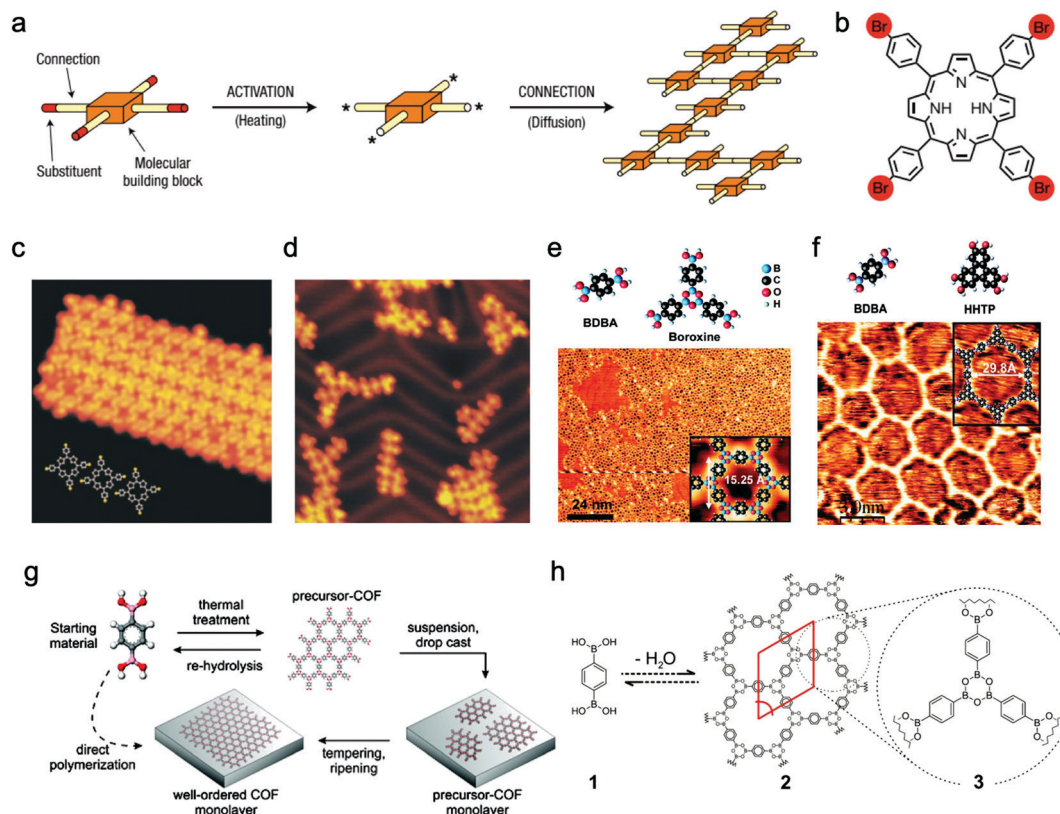 a
Connection
Substituent
Molecular
building block
ACTIVATION
(Heating)
*
*
*
*
CONNECTION
(Diffusion)
b
Br
Br
N
NH
HN
N
Br
Br
c
d
e
BDBA
Boroxine
B
C
O
H
24 nm
15.25 Å
f
BDBA
HHTP
29.8Å
g
Starting
material
thermal
treatment
re-hydrolysis
precursor-COF
suspension,
drop cast
direct
polymerization
tempering,
ripening
well-ordered COF
monolayer
precursor-COF
monolayer
h
HO
B
OH
HO
B
OH
1
- H₂O
2
3